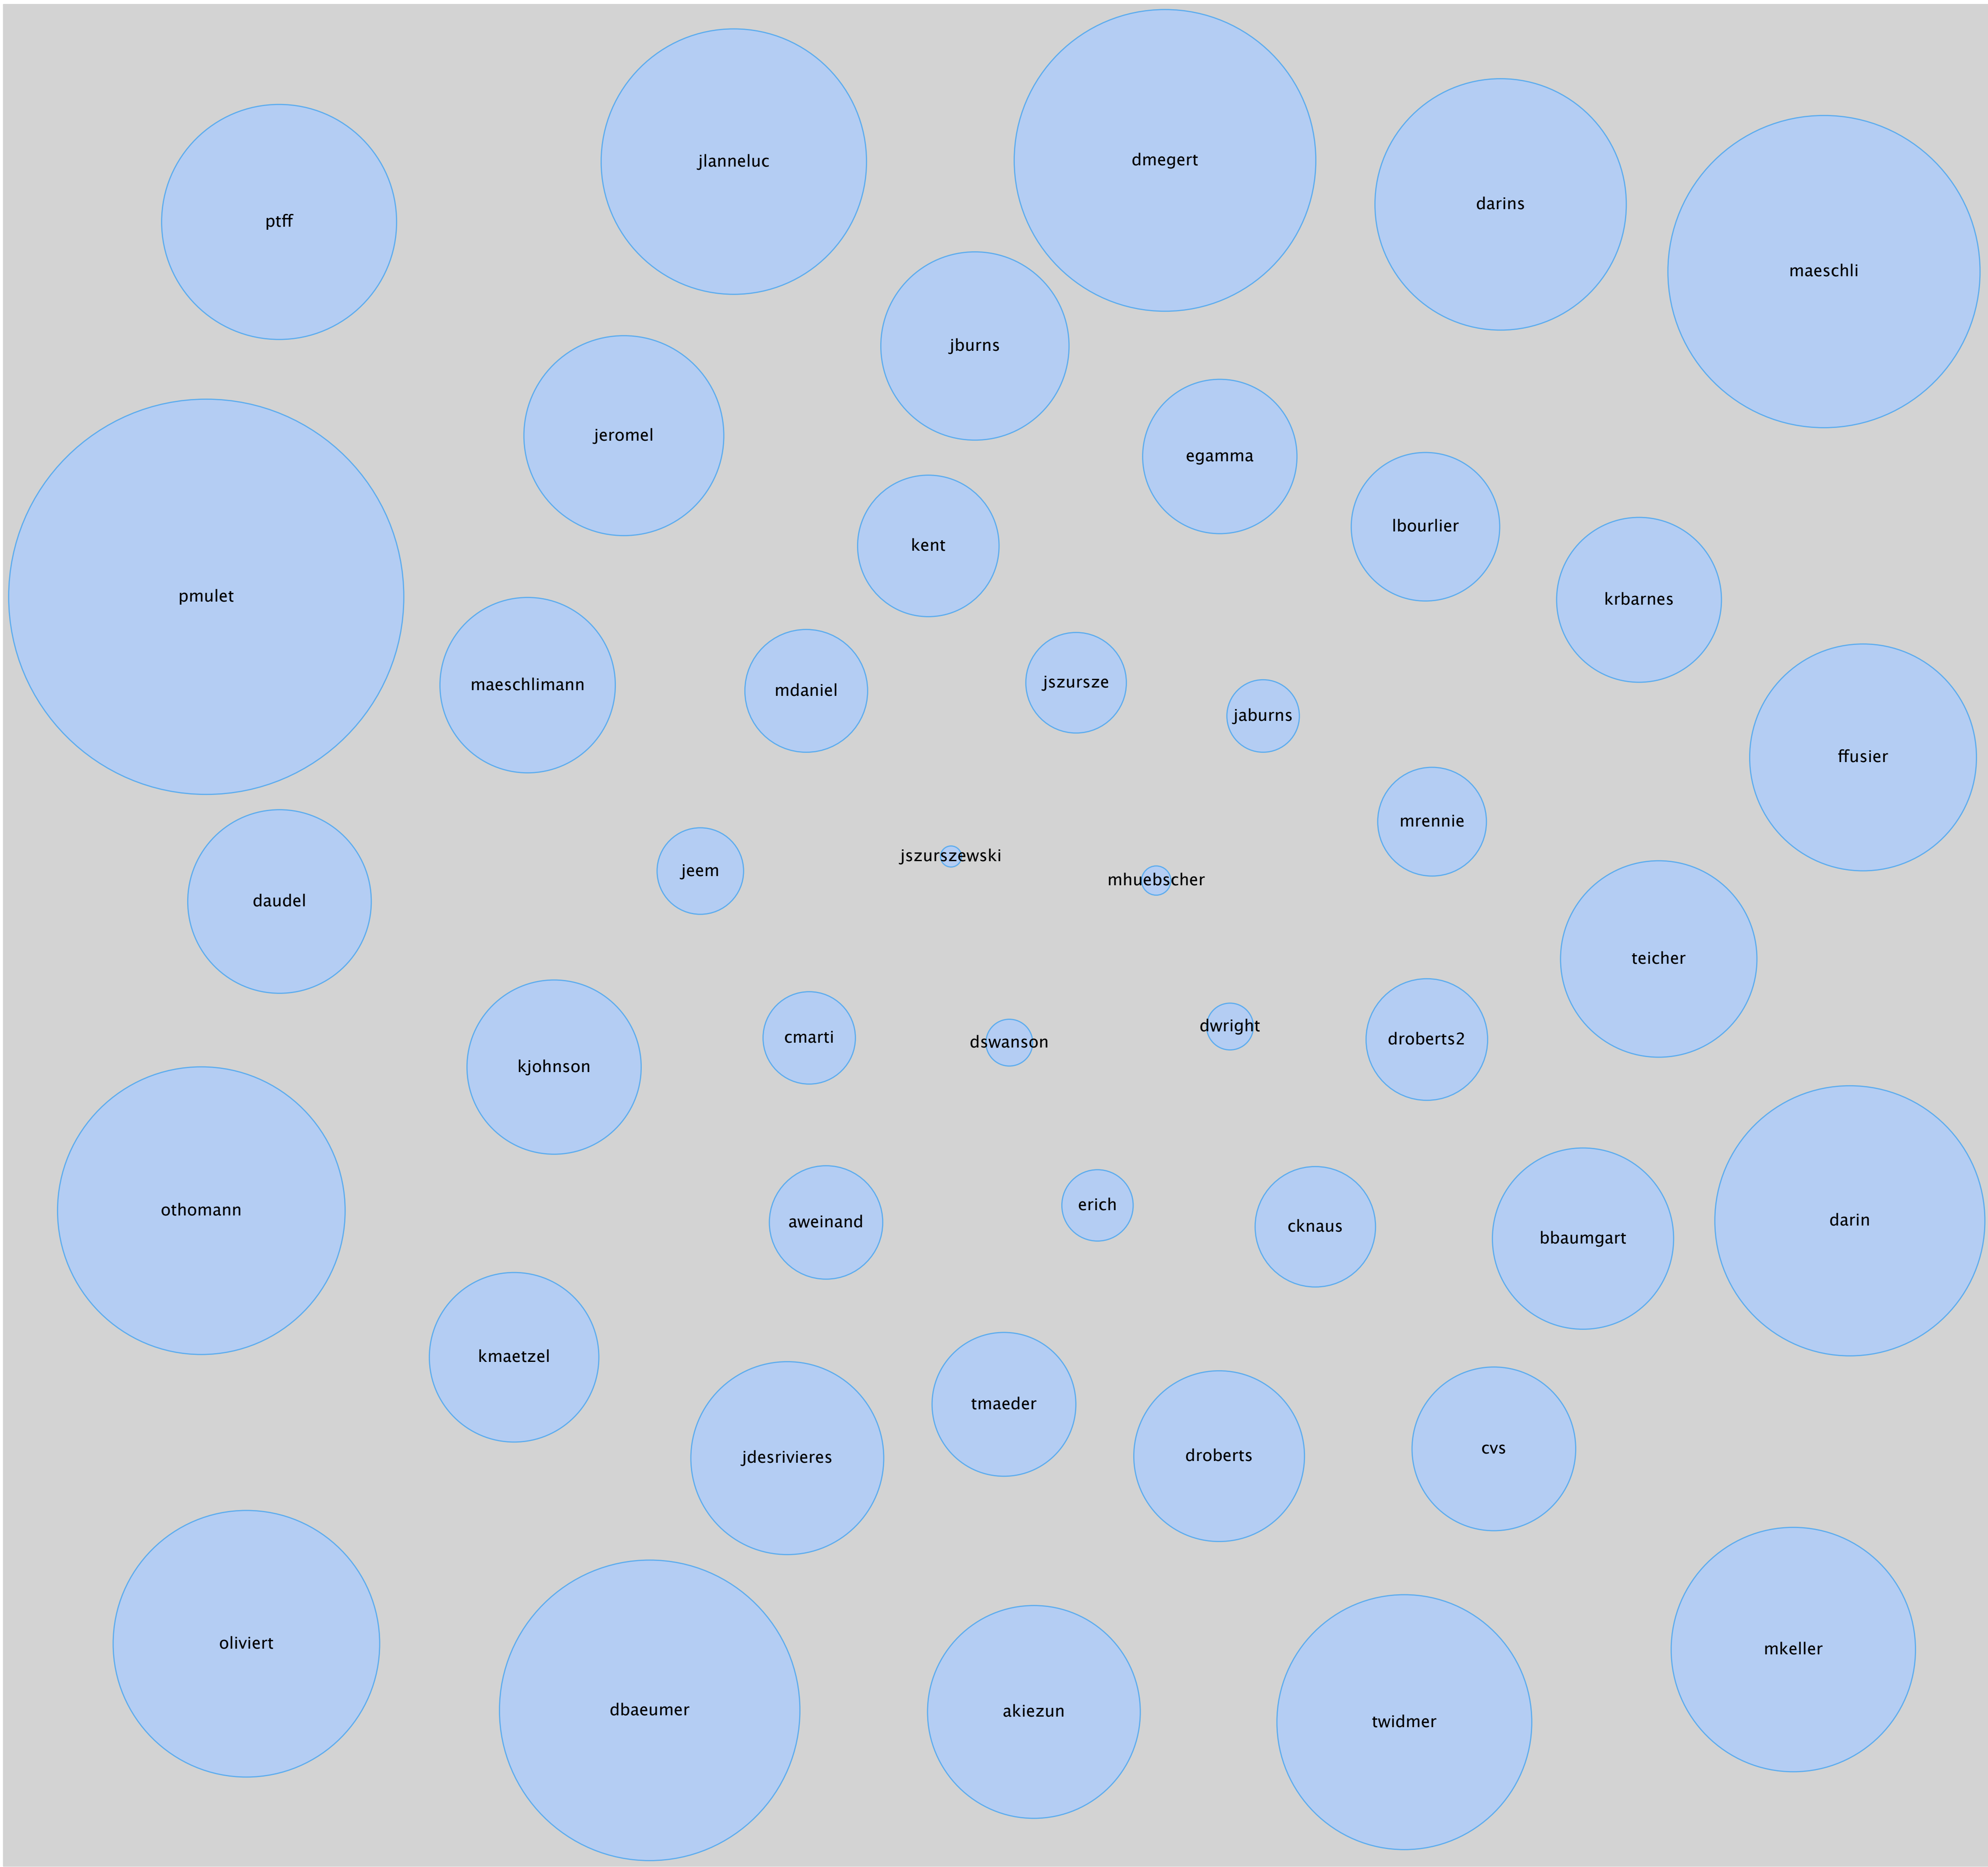 dmegert
jlanneluc
darins
ptff
maeschli
jburns
jeromel
egamma
lbourlier
kent
pmulet
krbarnes
jszursze
maeschlimann
mdaniel
jaburns
ffusier
mrennie
jszurszewski
jeem
mhuebscher
daudel
teicher
dwright
cmarti
droberts2
dswanson
kjohnson
erich
othomann
darin
aweinand
cknaus
bbaumgart
kmaetzel
tmaeder
cvs
droberts
jdesrivieres
oliviert
mkeller
dbaeumer
akiezun
twidmer